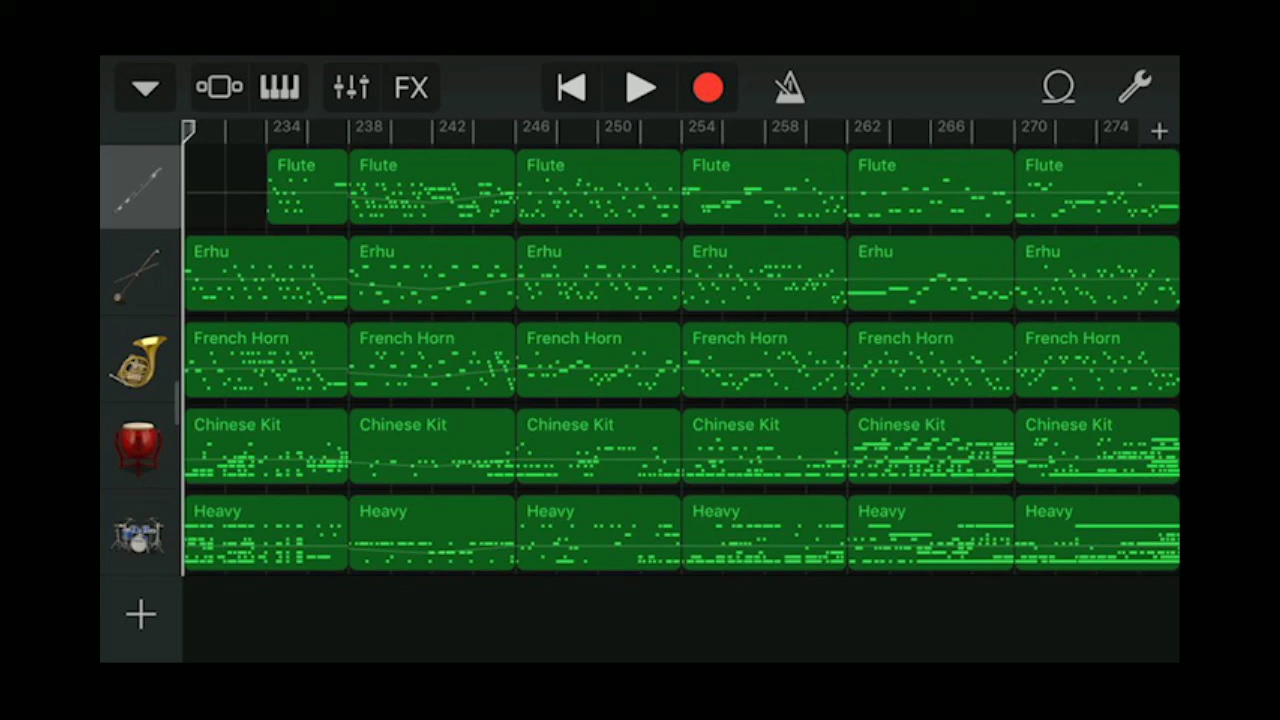 FX
234 238 242 246 250 254 258 262 266 270 274
Flute Flute Flute Flute Flute Flute
Erhu Erhu Erhu Erhu Erhu Erhu
French Horn French Horn French Horn French Horn French Horn French Horn
Chinese Kit Chinese Kit Chinese Kit Chinese Kit Chinese Kit Chinese Kit
Heavy Heavy Heavy Heavy Heavy Heavy